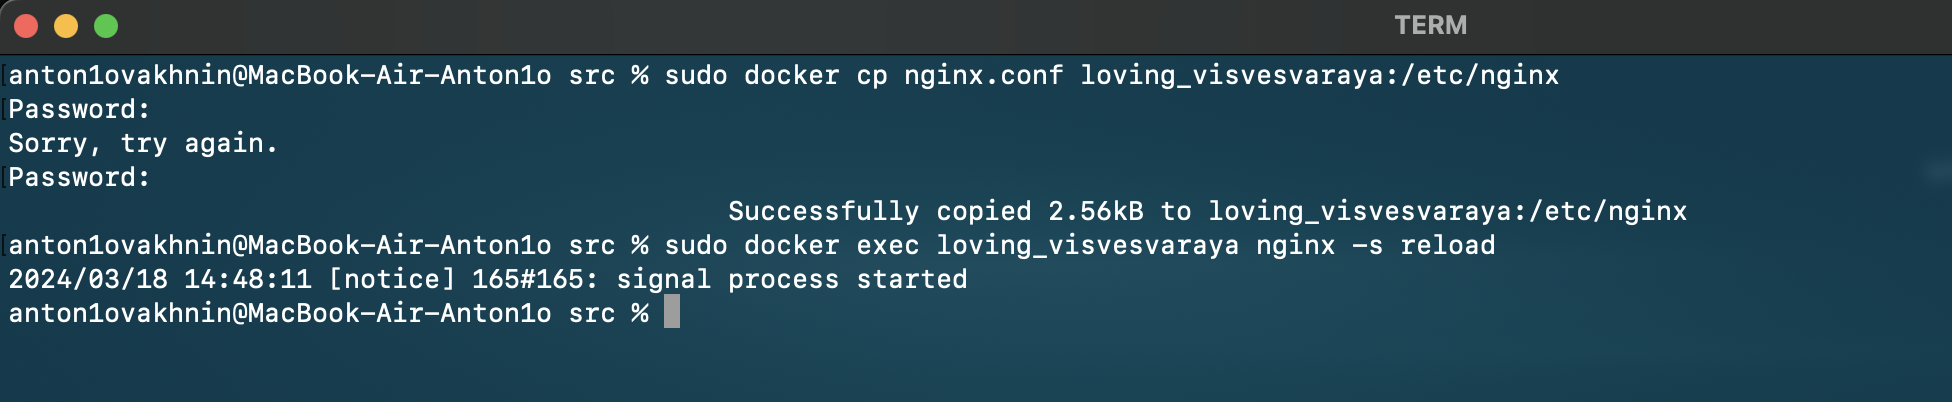 TERM
anton1ovakhnin@MacBook-Air-Anton1o src % sudo docker cp nginx.conf loving_visvesvaraya:/etc/nginx
Password:
Sorry, try again.
Password:
Successfully copied 2.56kB to loving_visvesvaraya:/etc/nginx
anton1ovakhnin@MacBook-Air-Anton1o src % sudo docker exec loving_visvesvaraya nginx -s reload
2024/03/18 14:48:11 [notice] 165#165: signal process started
anton1ovakhnin@MacBook-Air-Anton1o src %